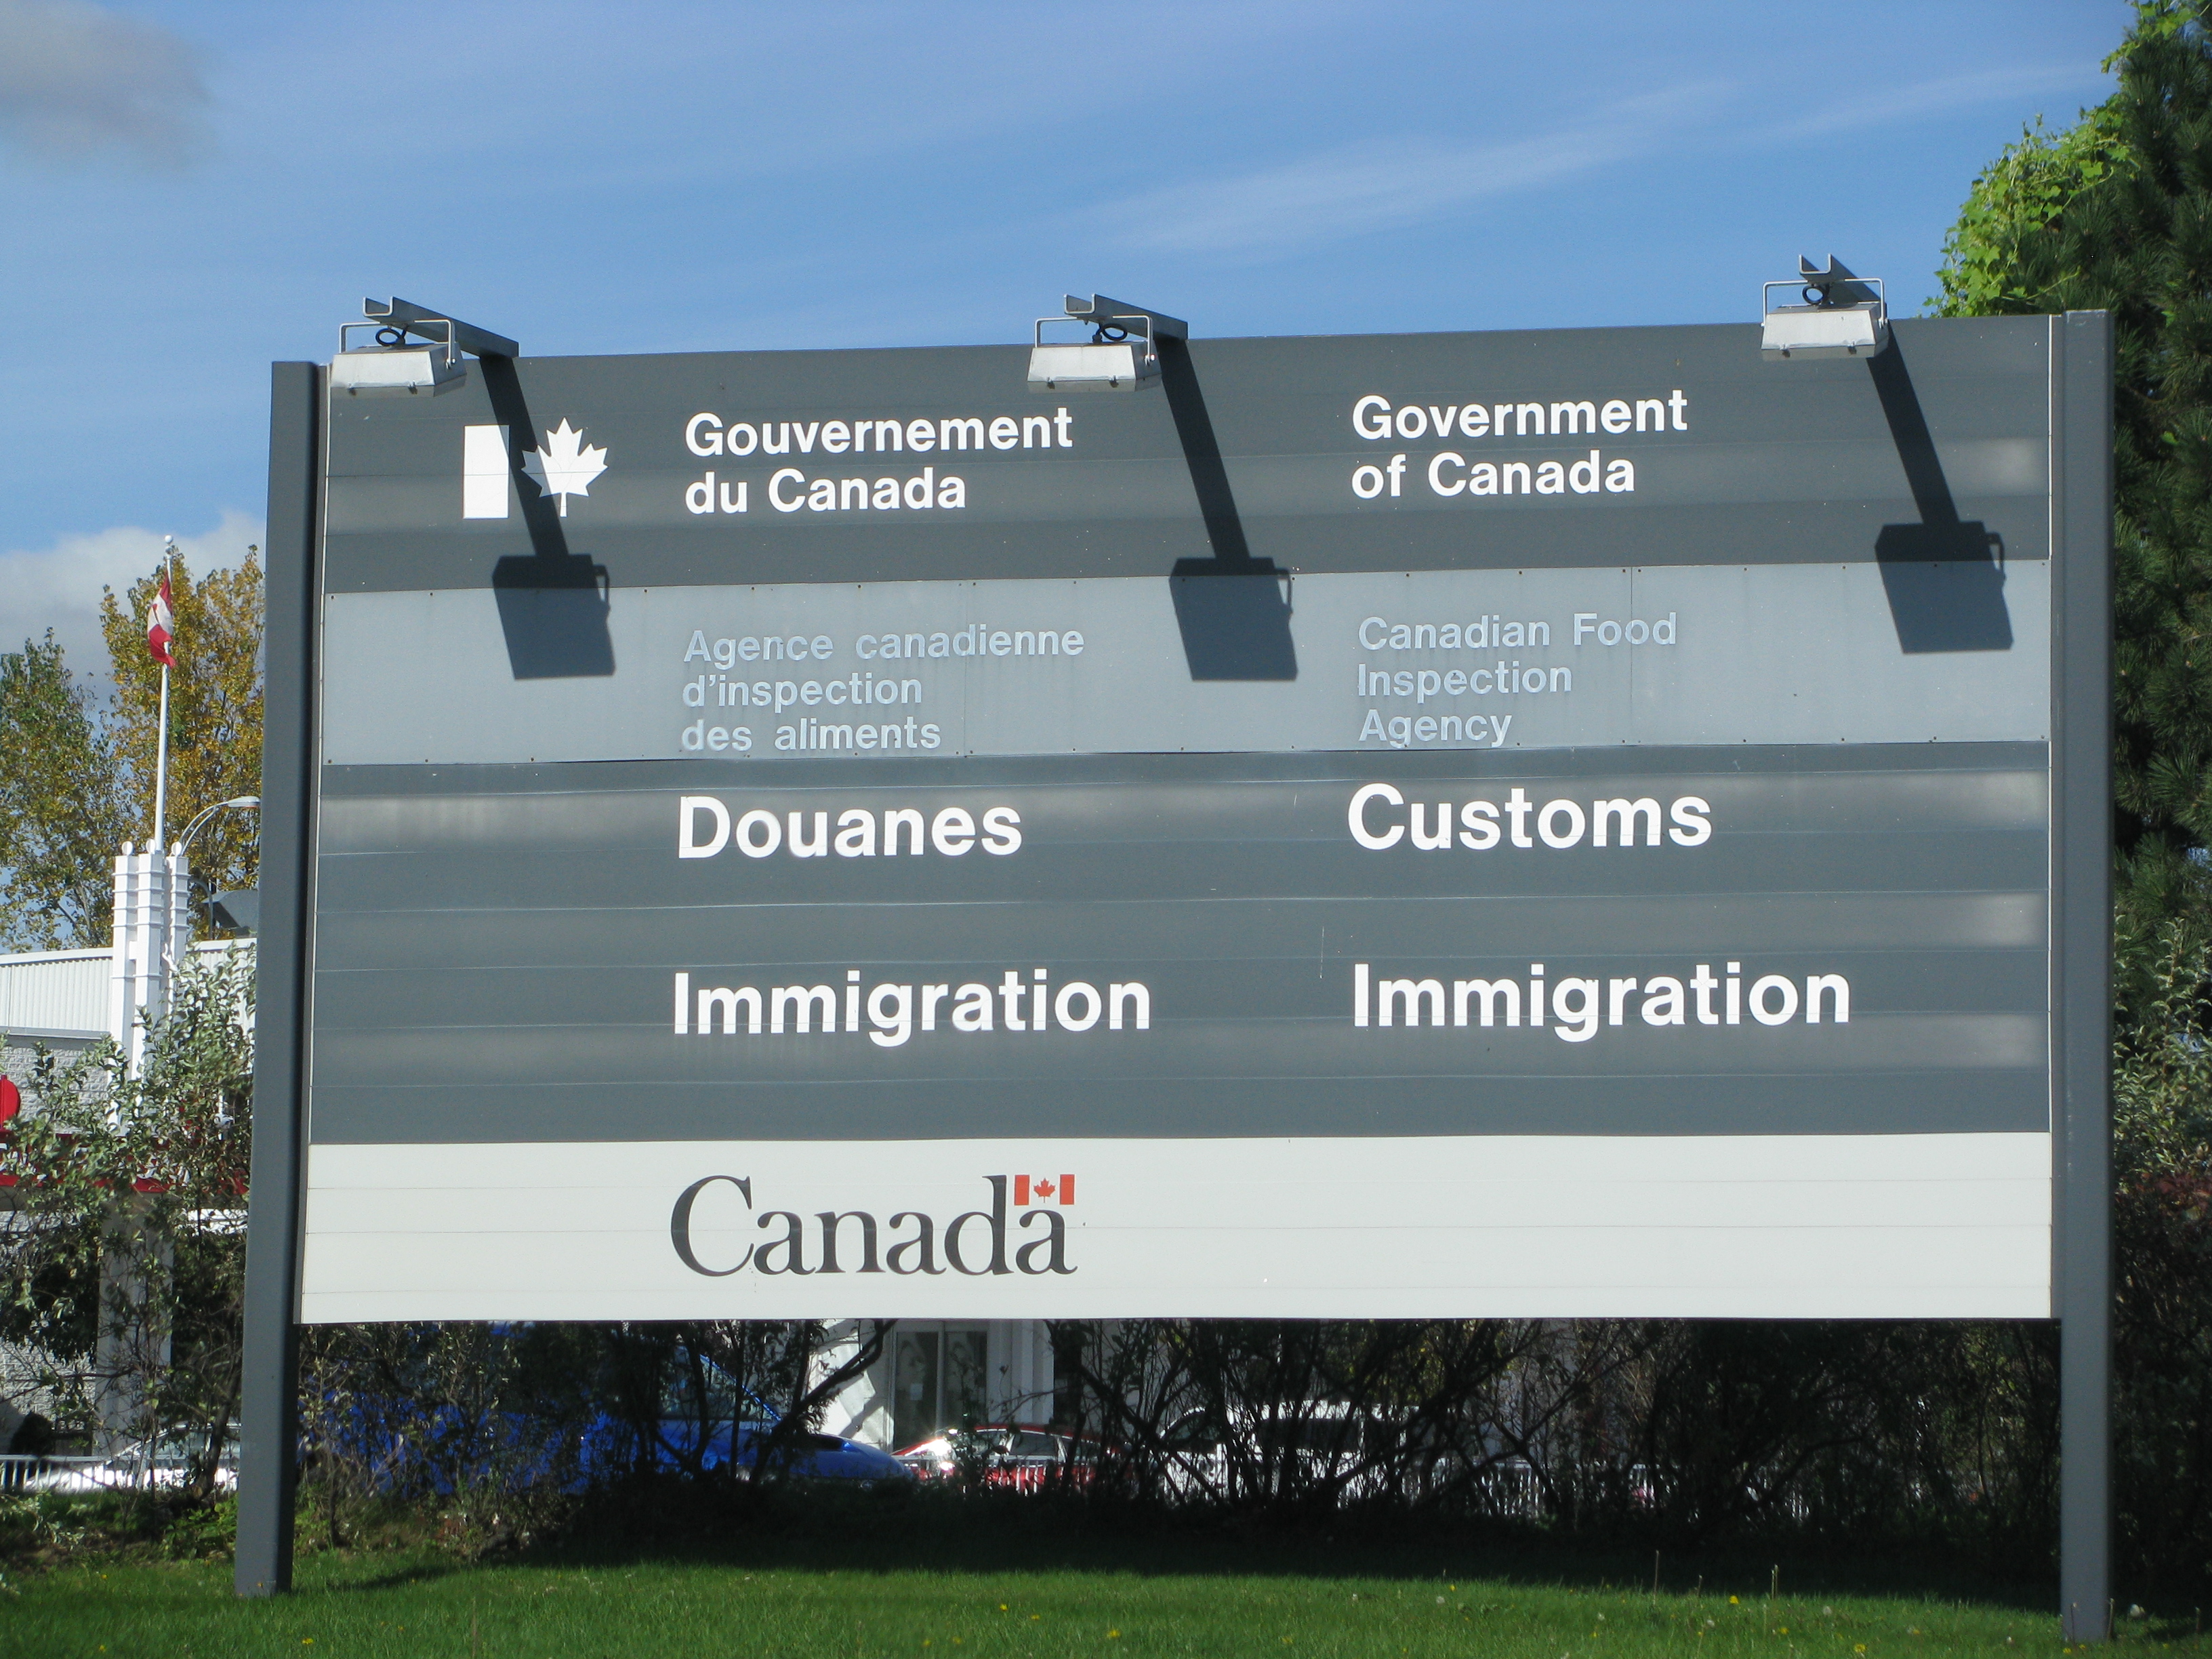 Gouvernement
du Canada
Government
of Canada
Agence canadienne
d'inspection
des aliments
Canadian Food
Inspection
Agency
Douanes
Customs
Immigration
Immigration
Canada